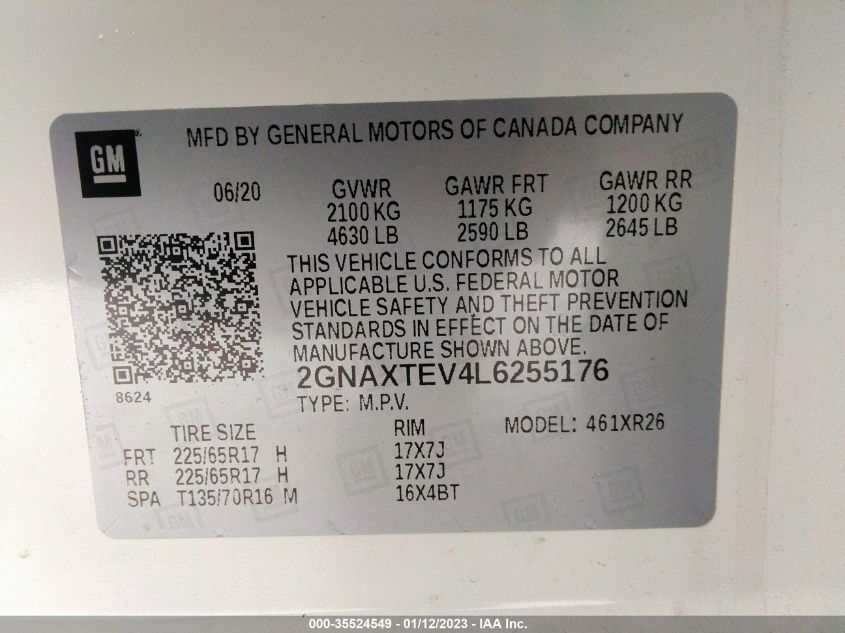 GM
MFD BY GENERAL MOTORS OF CANADA COMPANY
06/20 GVWR GAWR FRT GAWR RR
2100 KG 1175 KG 1200 KG
4630 LB 2590 LB 2645 LB
THIS VEHICLE CONFORMS TO ALL
APPLICABLE U.S. FEDERAL MOTOR
VEHICLE SAFETY AND THEFT PREVENTION
STANDARDS IN EFFECT ON THE DATE OF
MANUFACTURE SHOWN ABOVE.
2GNAXTEV4L6255176
8624
TYPE: M.P.V.
TIRE SIZE RIM MODEL: 461XR26
FRT 225/65R17 H 17X7J
RR 225/65R17 H 17X7J
SPA T135/70R16 M 16X4BT
000-35524549 - 01/12/2023 - IAA Inc.